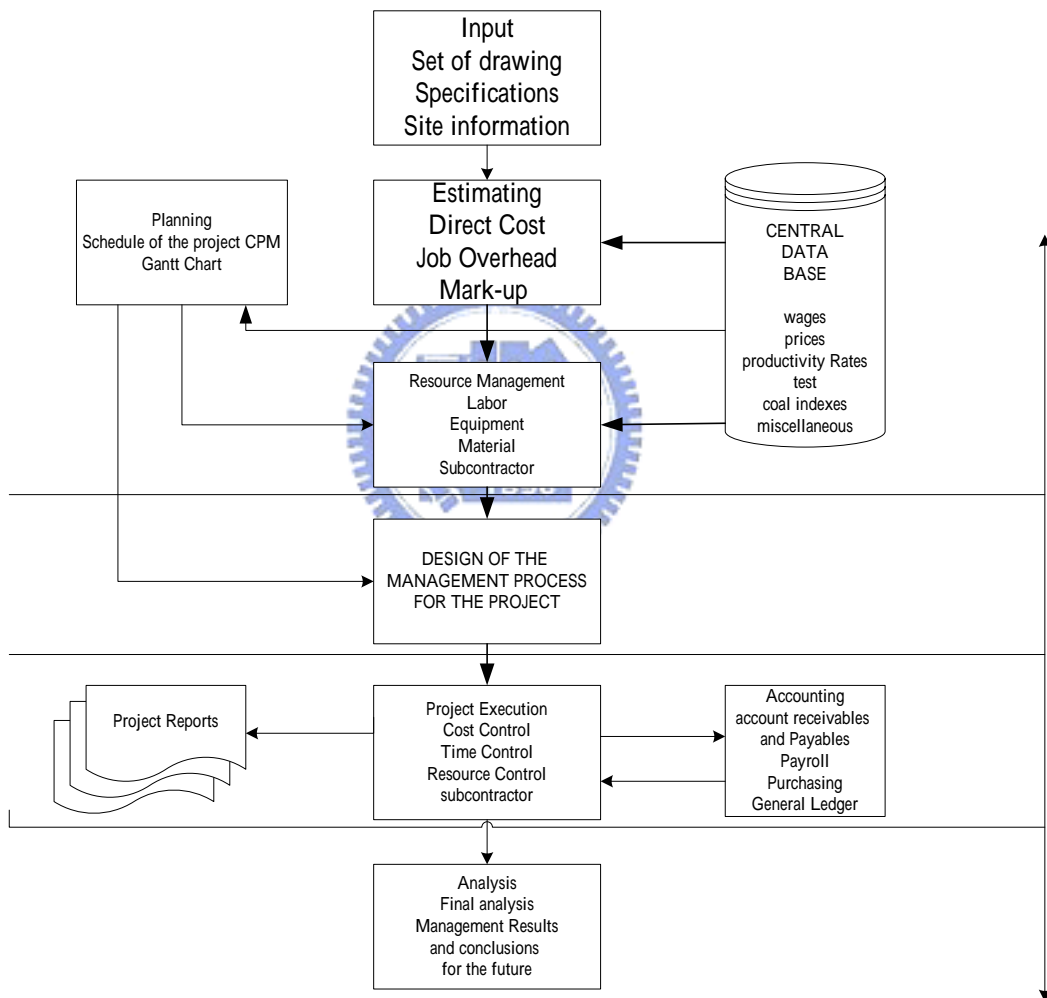 Input
Set of drawing
Specifications
Site information
Planning
Schedule of the project CPM
Gantt Chart
Estimating
Direct Cost
Job Overhead
Mark-up
CENTRAL
DATA
BASE
wages
prices
productivity Rates
test
coal indexes
miscellaneous
Resource Management
Labor
Equipment
Material
Subcontractor
DESIGN OF THE
MANAGEMENT PROCESS
FOR THE PROJECT
Project Reports
Project Execution
Cost Control
Time Control
Resource Control
subcontractor
Accounting
account receivables
and Payables
Payroll
Purchasing
General Ledger
Analysis
Final analysis
Management Results
and conclusions
for the future